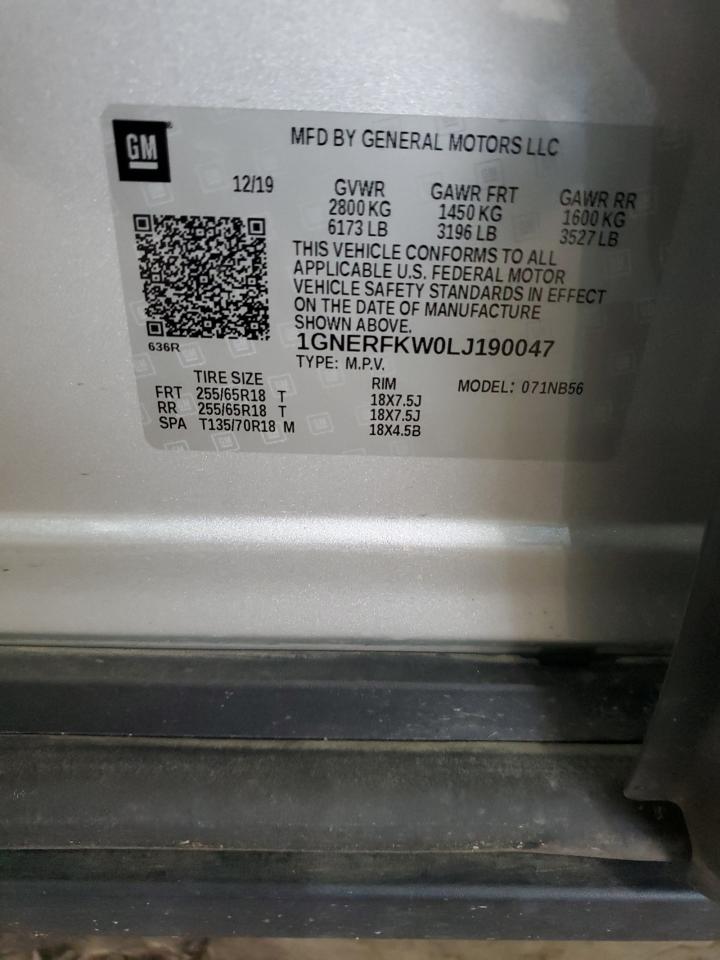 GM
MFD BY GENERAL MOTORS LLC
12/19 GVWR GAWR FRT GAWR RR
2800 KG 1450 KG 1600 KG
6173 LB 3196 LB 3527 LB
THIS VEHICLE CONFORMS TO ALL
APPLICABLE U.S. FEDERAL MOTOR
VEHICLE SAFETY STANDARDS IN EFFECT
ON THE DATE OF MANUFACTURE
SHOWN ABOVE.
636R
1GNERFKW0LJ190047
TYPE: M.P.V.
TIRE SIZE RIM MODEL: 071NB56
FRT 255/65R18 T 18X7.5J
RR 255/65R18 T 18X7.5J
SPA T135/70R18 M 18X4.5B